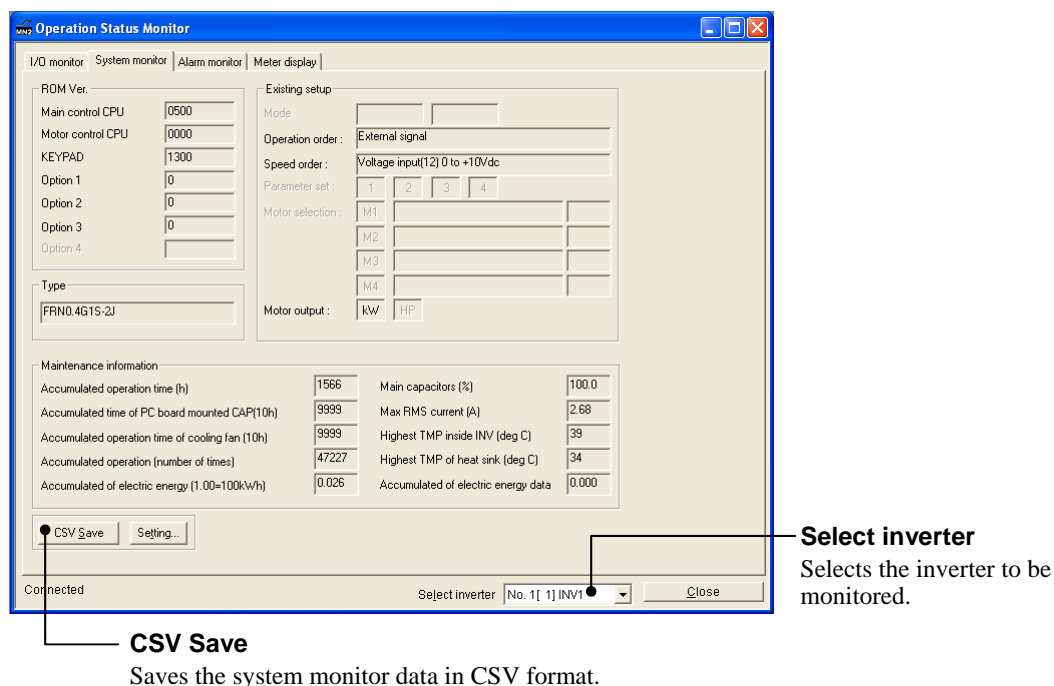 MN2 Operation Status Monitor
I/O monitor System monitor Alarm monitor Meter display
ROM Ver.
Main control CPU 0500
Motor control CPU 0000
KEYPAD 1300
Option 1 0
Option 2 0
Option 3 0
Option 4
Type
FRN0.4G1S-2J
Existing setup
Mode
Operation order : External signal
Speed order : Voltage input(12) 0 to +10Vdc
Parameter set : 1 2 3 4
Motor selection : M1
M2
M3
M4
Motor output : kW HP
Maintenance information
Accumulated operation time (h) 1566
Accumulated time of PC board mounted CAP(10h) 9999
Accumulated operation time of cooling fan (10h) 9999
Accumulated operation (number of times) 47227
Accumulated of electric energy (1.00=100kWh) 0.026
Main capacitors (%) 100.0
Max RMS current (A) 2.68
Highest TMP inside INV (deg C) 39
Highest TMP of heat sink (deg C) 34
Accumulated of electric energy data 0.000
CSV Save Setting...
Connected Select inverter No. 1[ 1] INV1 Close
Select inverter
Selects the inverter to be
monitored.
CSV Save
Saves the system monitor data in CSV format.